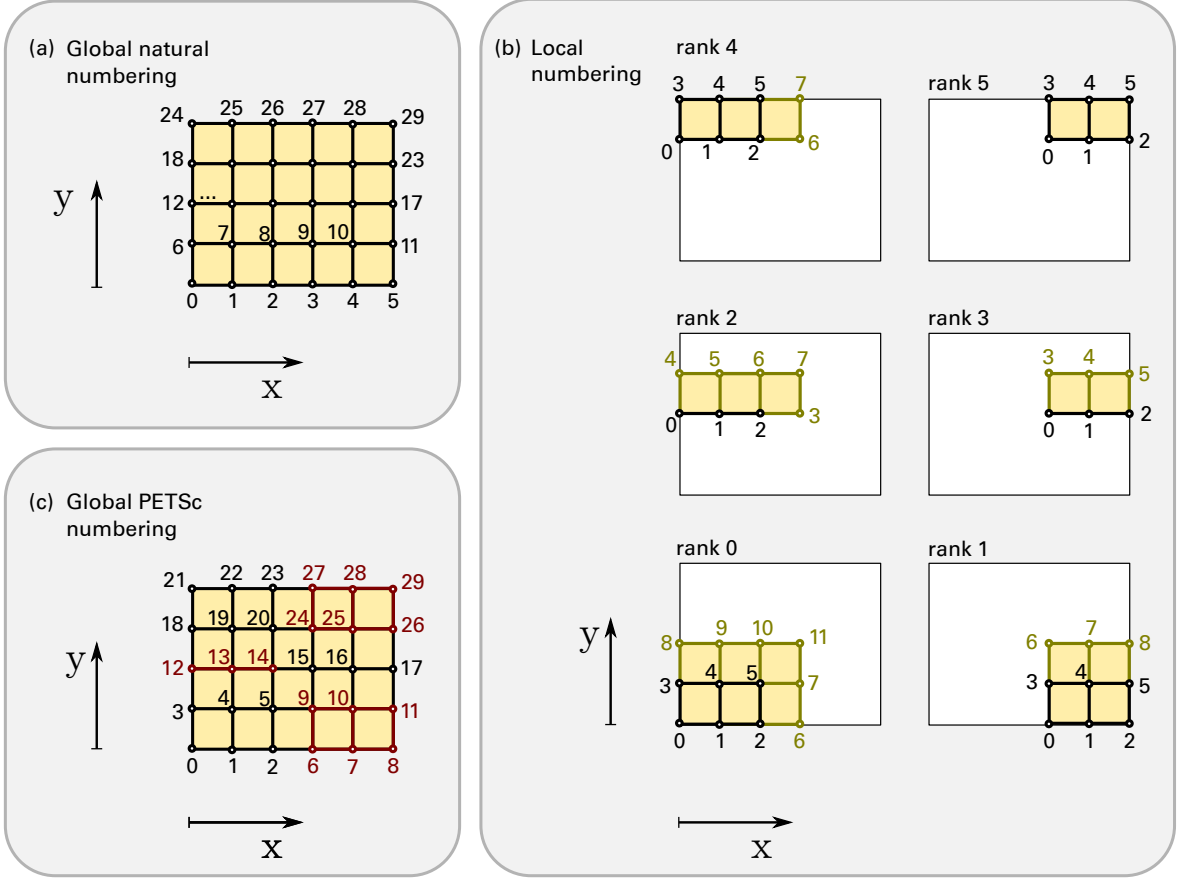 (a) Global natural
numbering
24 25 26 27 28 29
18 23
12 ... 17
7 8 9 10
6 11
0 1 2 3 4 5
y
x
(c) Global PETSc
numbering
21 22 23 27 28 29
18 19 20 24 25 26
12 13 14 15 16 17
3 4 5 9 10 11
0 1 2 6 7 8
y
x
(b) Local
numbering
rank 4
3 4 5 7
0 1 2 6
rank 5
3 4 5
0 1 2
rank 2
4 5 6 7
0 1 2 3
rank 3
3 4 5
0 1 2
rank 0
8 9 10 11
3 4 5 7
0 1 2 6
rank 1
6 7 8
3 4 5
0 1 2
y
x